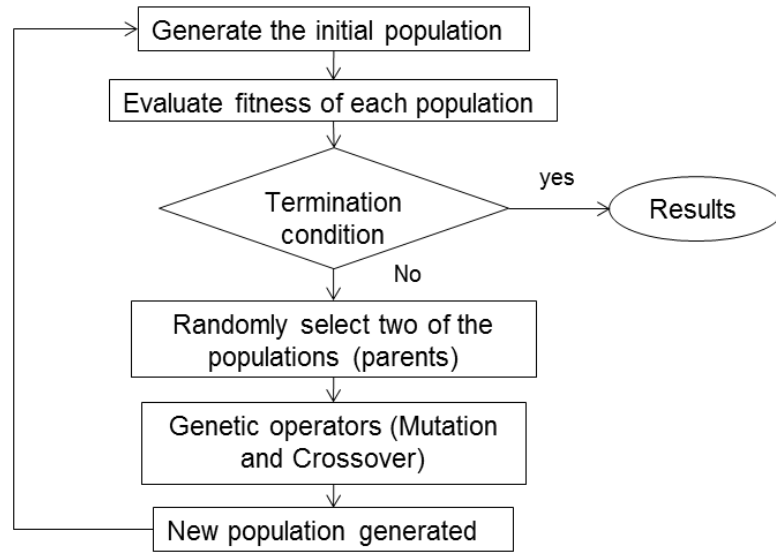 Generate the initial population
Evaluate fitness of each population
Termination
condition
yes
Results
No
Randomly select two of the
populations (parents)
Genetic operators (Mutation
and Crossover)
New population generated